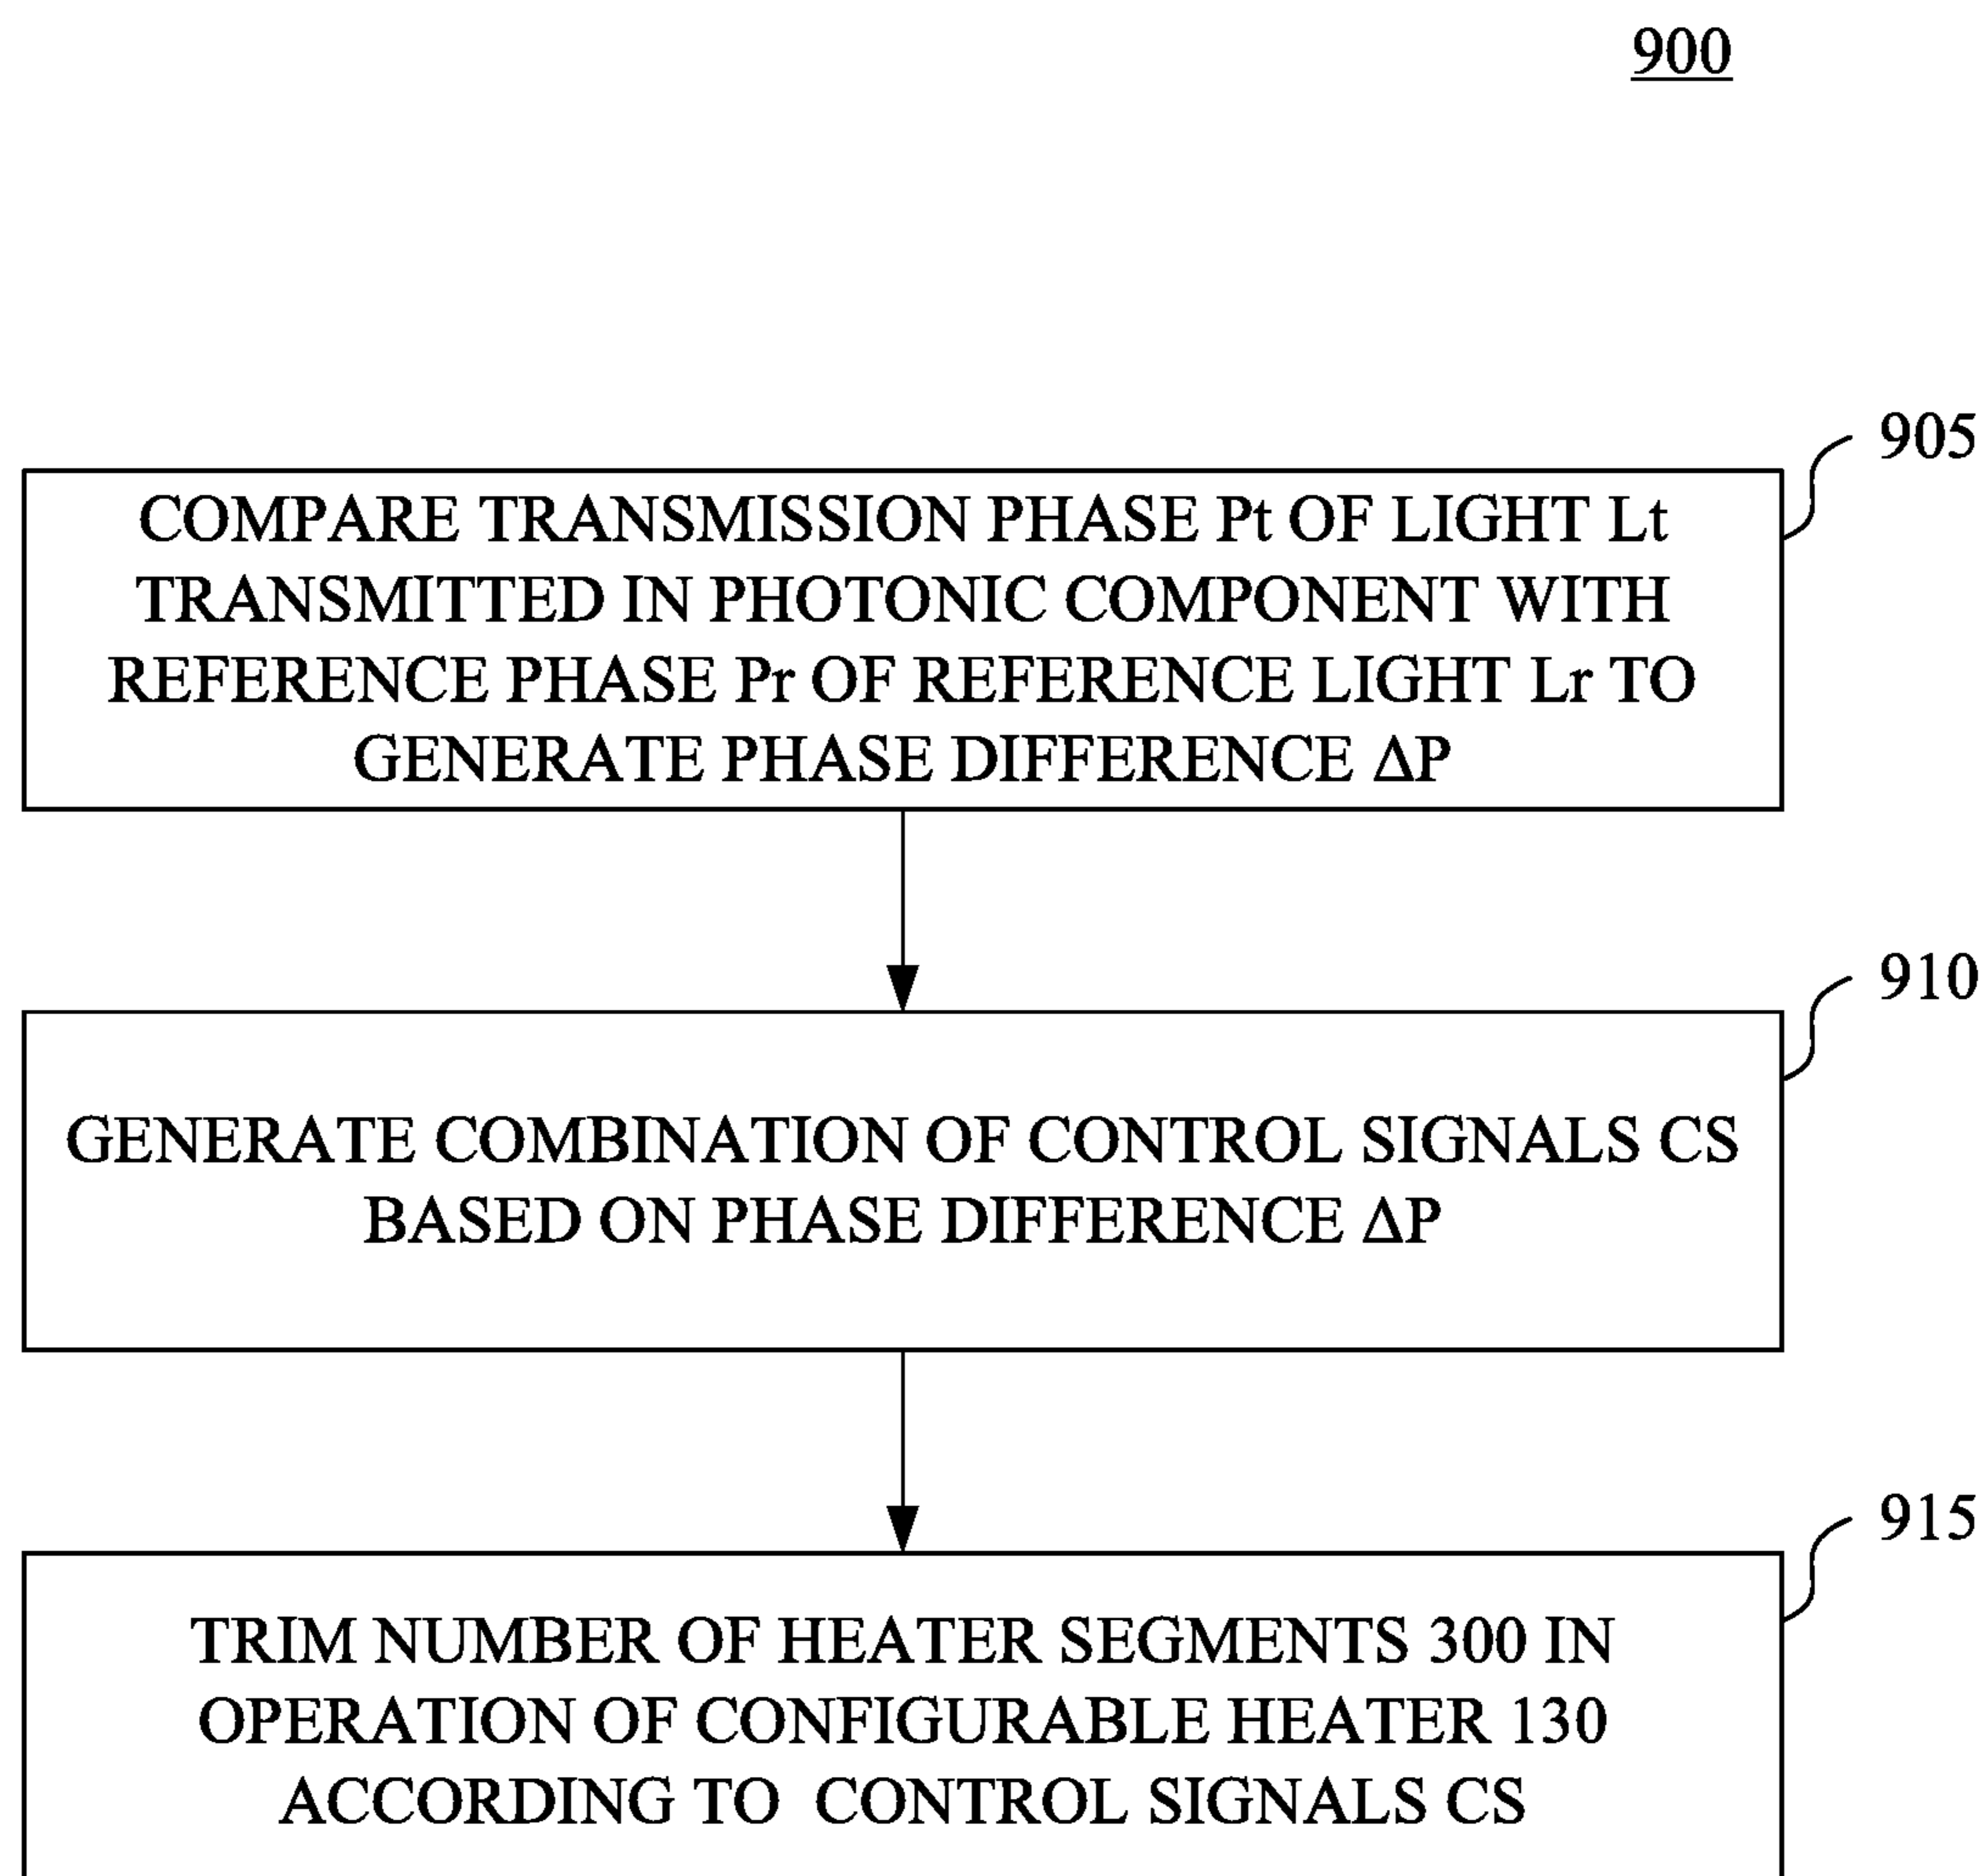 900
905
COMPARE TRANSMISSION PHASE Pt OF LIGHT Lt
TRANSMITTED IN PHOTONIC COMPONENT WITH
REFERENCE PHASE Pr OF REFERENCE LIGHT Lr TO
GENERATE PHASE DIFFERENCE ΔP
910
GENERATE COMBINATION OF CONTROL SIGNALS CS
BASED ON PHASE DIFFERENCE ΔP
915
TRIM NUMBER OF HEATER SEGMENTS 300 IN
OPERATION OF CONFIGURABLE HEATER 130
ACCORDING TO CONTROL SIGNALS CS